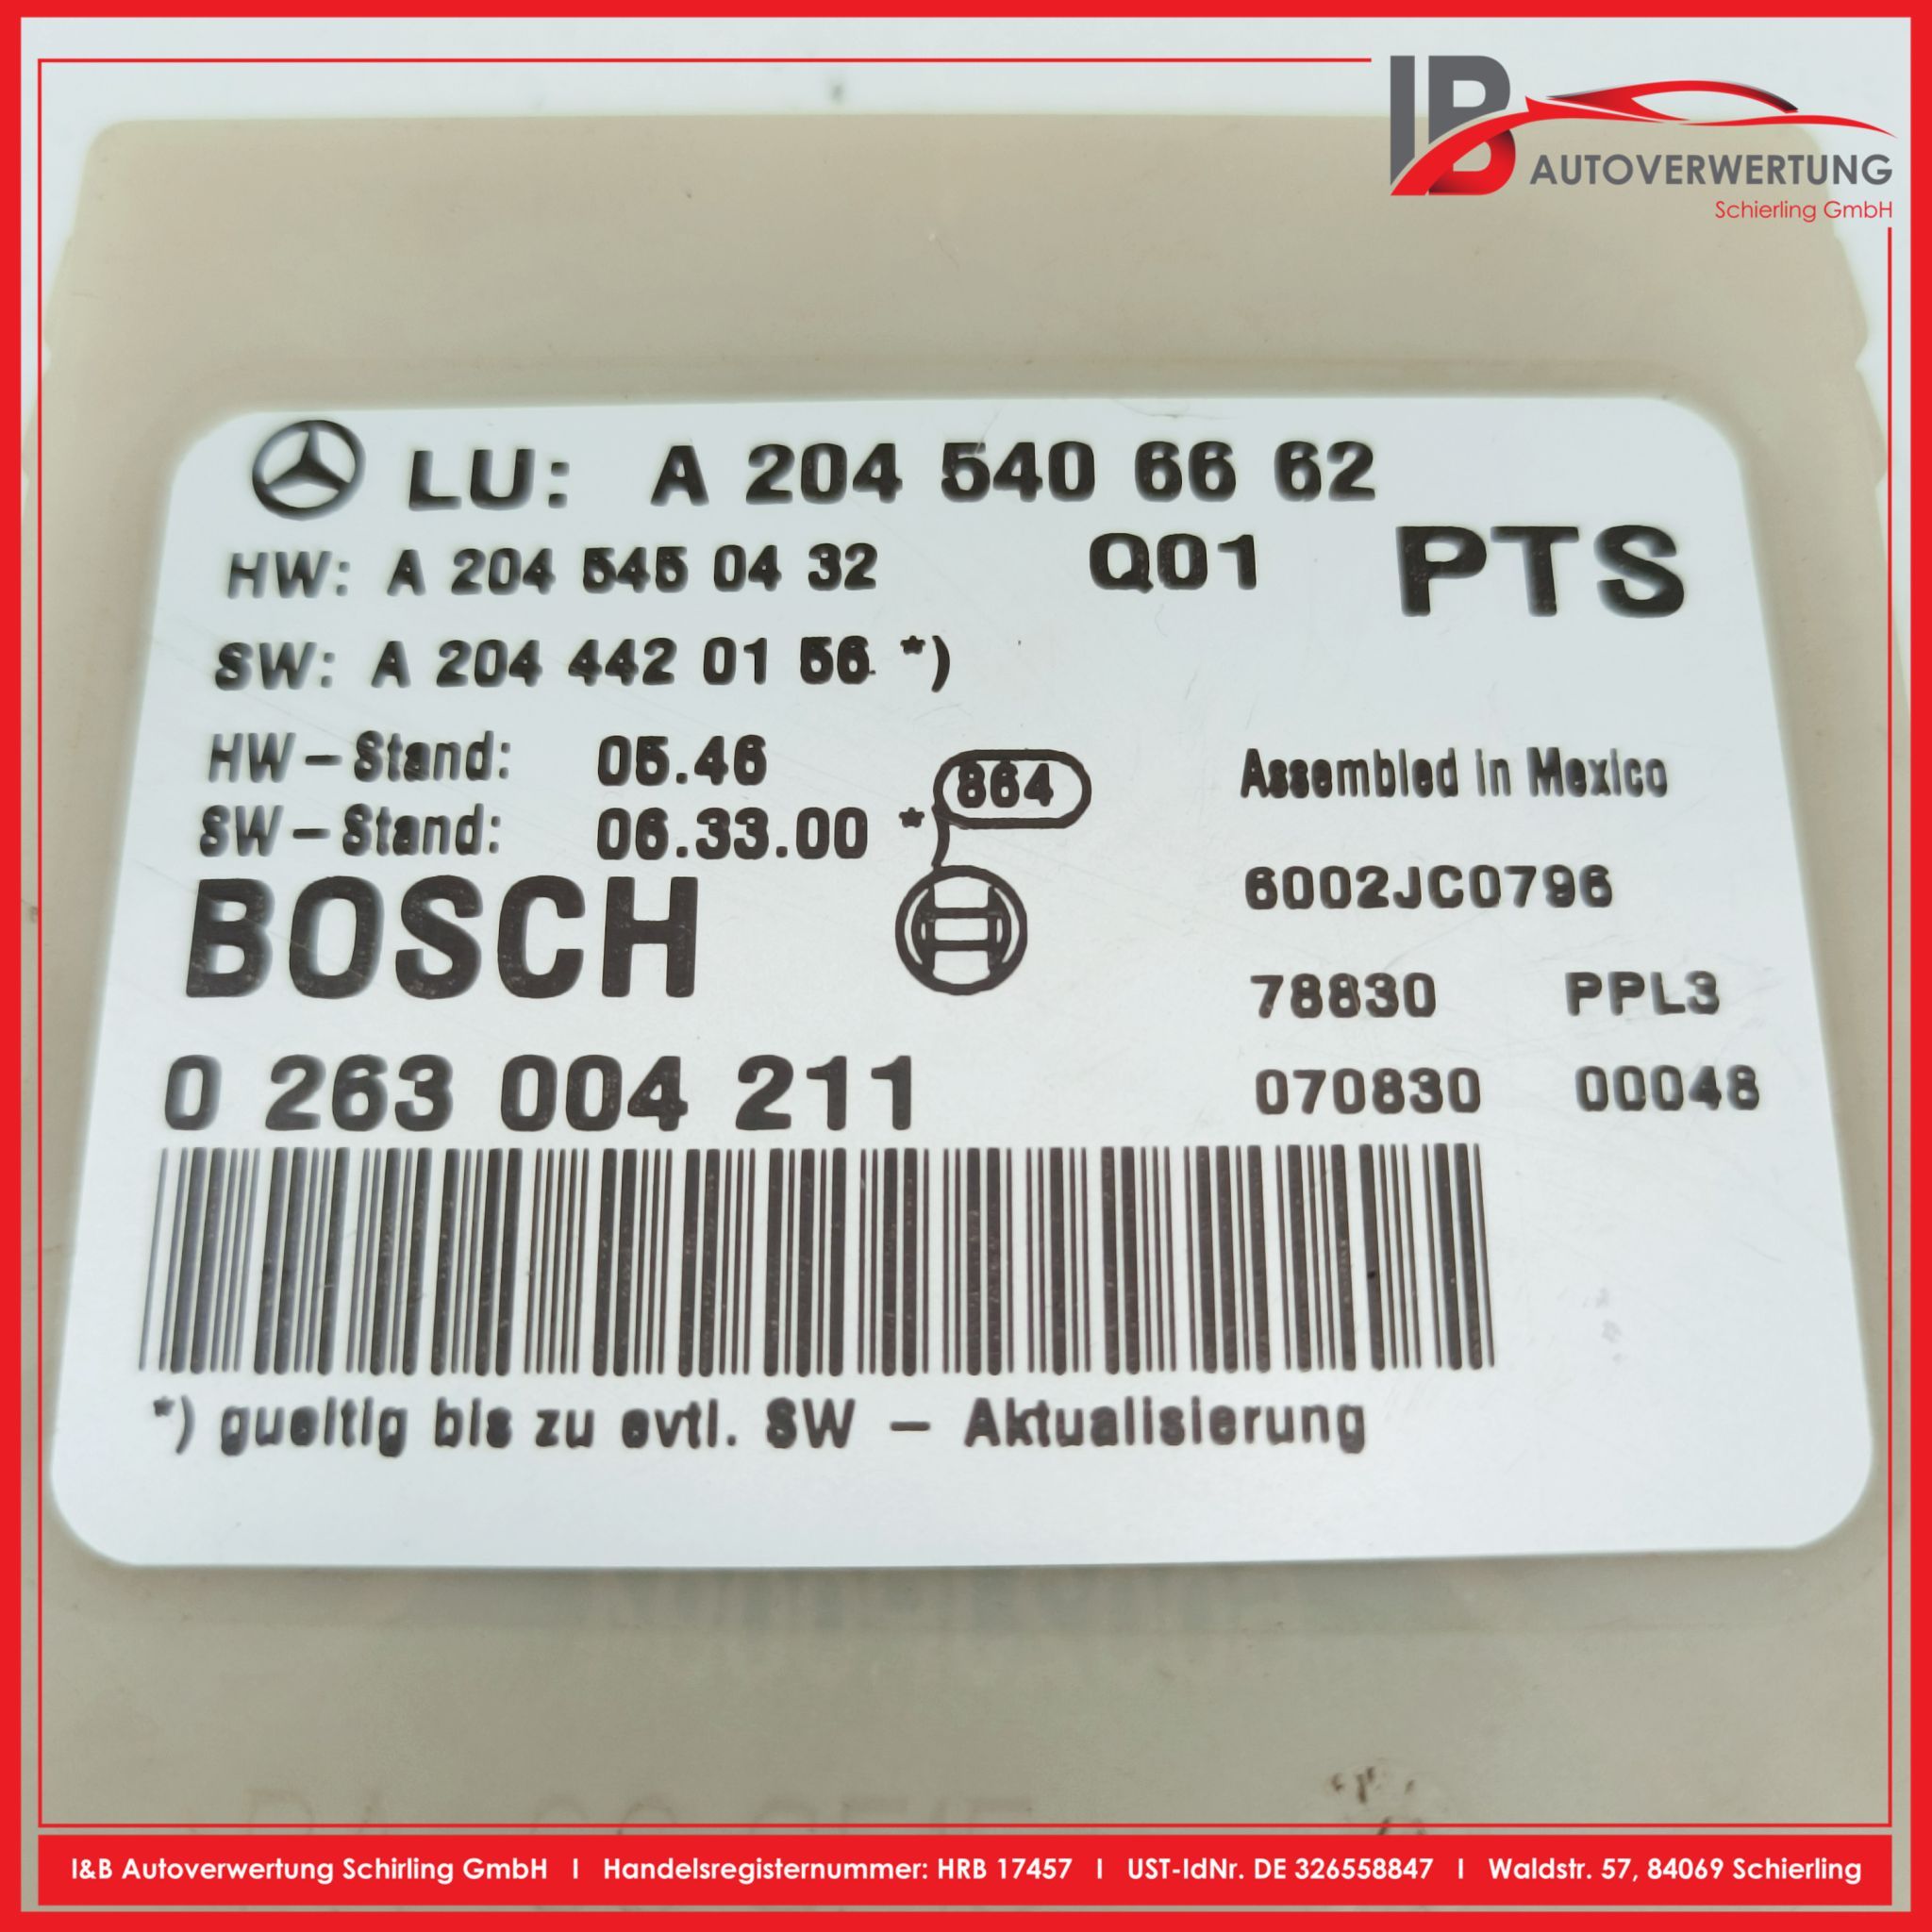 IB AUTOVERWERTUNG
Schierling GmbH
LU: A 204 540 66 62
HW: A 204 545 04 32 Q01 PTS
SW: A 204 442 01 56 *)
HW-Stand: 05.46
864
Assembled in Mexico
SW-Stand: 06.33.00 *
6002JC0796
BOSCH
78830 PPL3
0 263 004 211
070830 00048
*) gueltig bis zu evtl. SW - Aktualisierung
I&B Autoverwertung Schirling GmbH I Handelsregisternummer: HRB 17457 I UST-IdNr. DE 326558847 I Waldstr. 57, 84069 Schierling